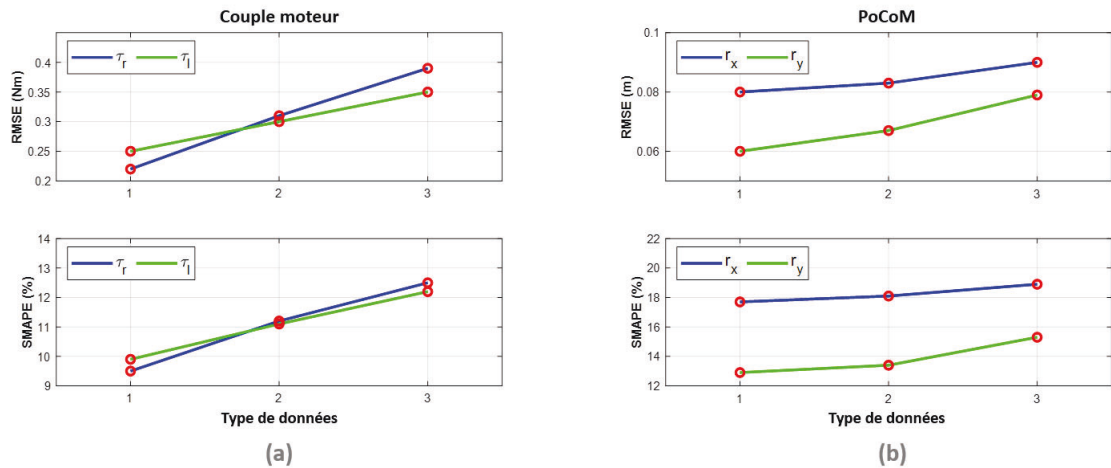 Couple moteur
τr τl
RMSE (Nm)
0.4
0.35
0.3
0.25
0.2
1 2 3
τr τl
SMAPE (%)
14
13
12
11
10
9
1 2 3
Type de données
(a)
PoCoM
rx ry
RMSE (m)
0.1
0.08
0.06
1 2 3
rx ry
SMAPE (%)
22
20
18
16
14
12
1 2 3
Type de données
(b)